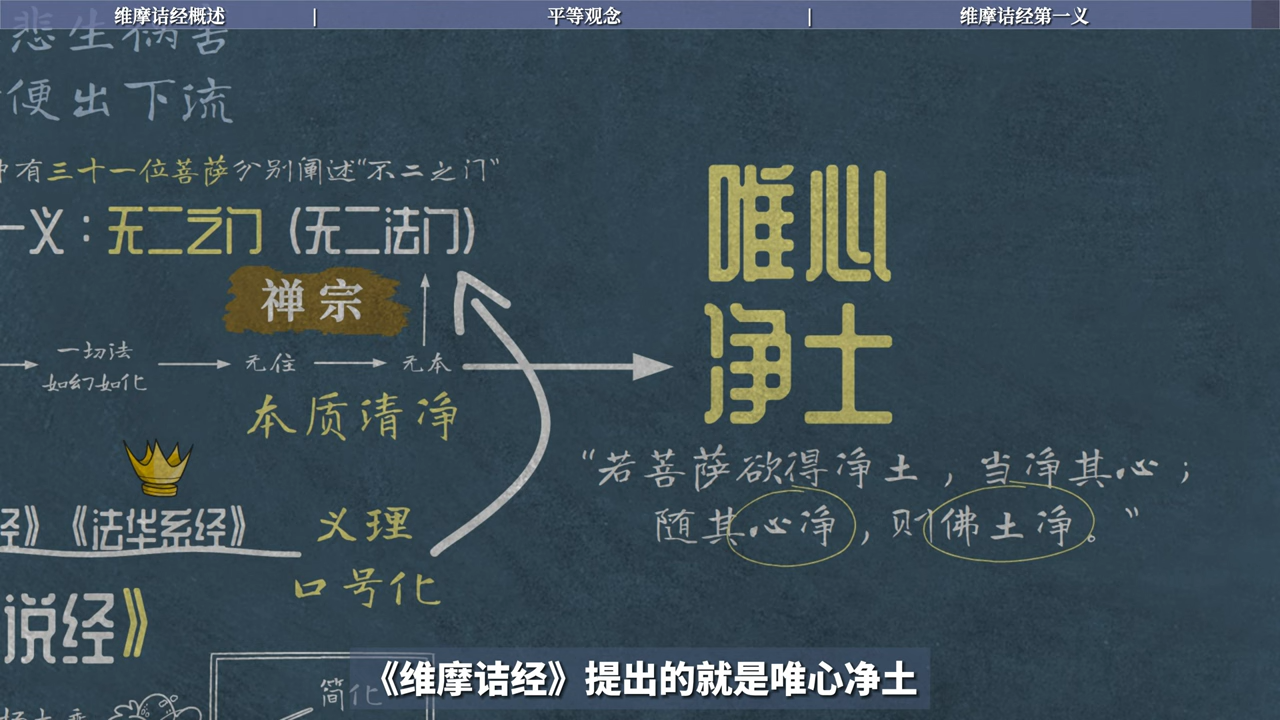 维摩诘经概述 | 平等观念 | 维摩诘经第一义
悲生病苦
便出下流
中有三十一位菩萨分别阐述“不二之门”
一义：无二之门（无二法门）
禅宗
一切法
如幻如化
无住
无本
本质清净
经》《法华系经》
义理
口号化
说经》
简化
唯心
净土
“若菩萨欲得净土，当净其心；
随其心净，则佛土净。”
《维摩诘经》提出的就是唯心净土